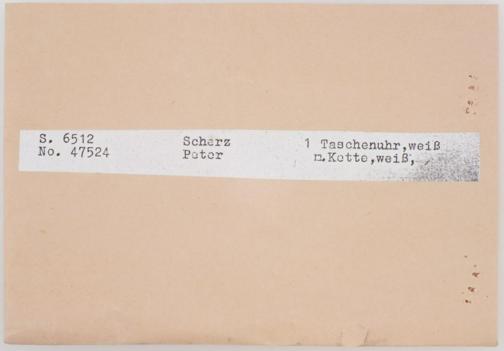 S. 6512 Scherz 1 Taschenuhr,weiß
No. 47524 Peter m.Kette,weiß,